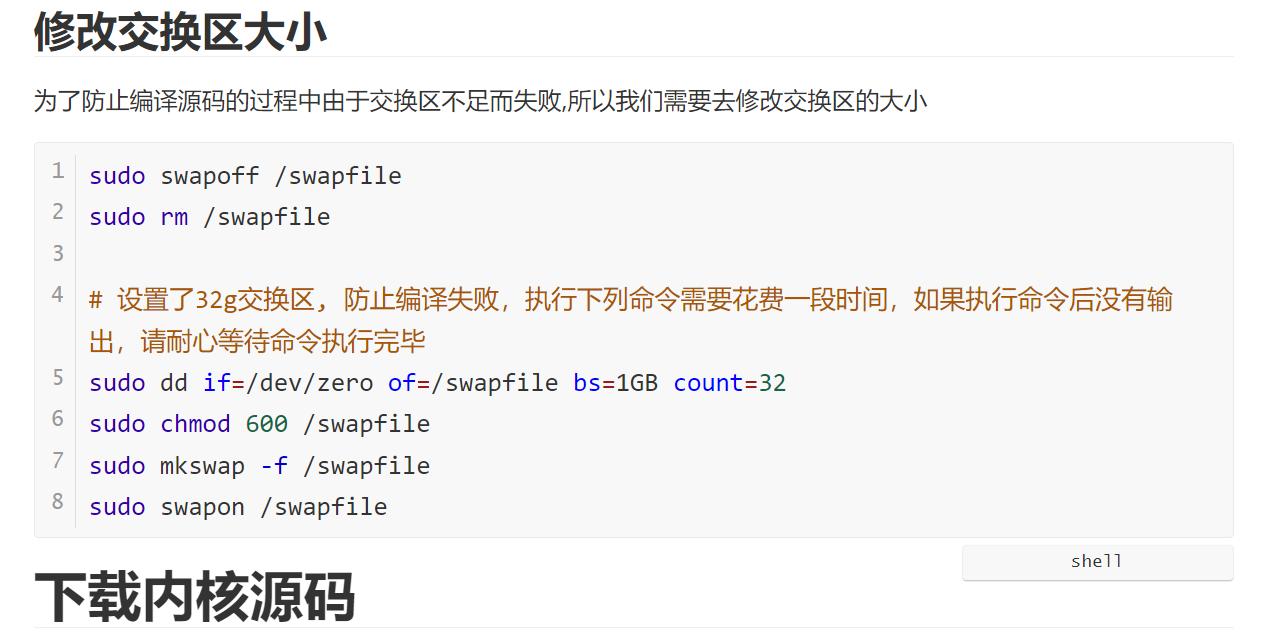 修改交换区大小
为了防止编译源码的过程中由于交换区不足而失败,所以我们需要去修改交换区的大小
1 sudo swapoff /swapfile
2 sudo rm /swapfile
3
4 # 设置了32g交换区, 防止编译失败，执行下列命令需要花费一段时间，如果执行命令后没有输
出，请耐心等待命令执行完毕
5 sudo dd if=/dev/zero of=/swapfile bs=1GB count=32
6 sudo chmod 600 /swapfile
7 sudo mkswap -f /swapfile
8 sudo swapon /swapfile
shell
下载内核源码